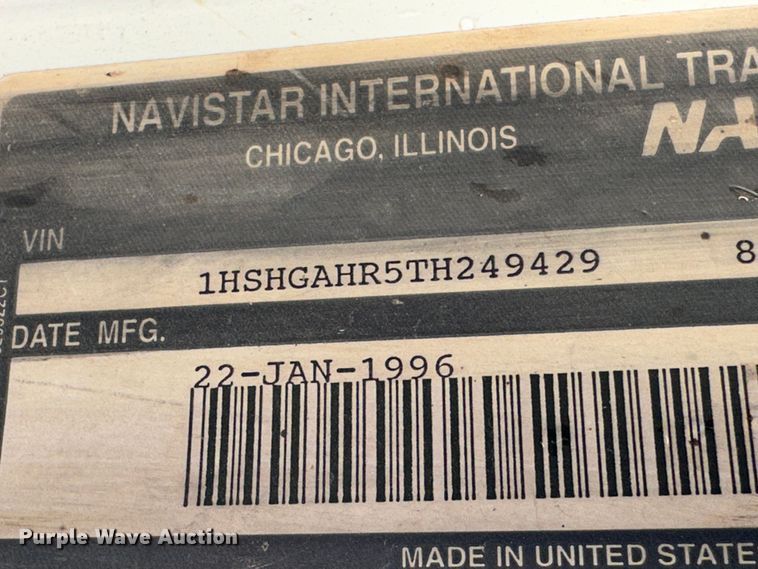 NAVISTAR INTERNATIONAL TRA
CHICAGO, ILLINOIS
NA
VIN
1HSHGAHR5TH249429 8
DATE MFG.
22-JAN-1996
Purple Wave Auction
MADE IN UNITED STATE